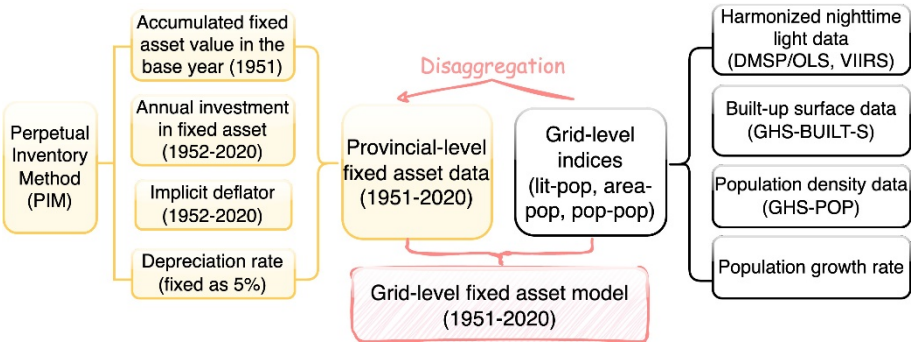 Perpetual
Inventory
Method
(PIM)
Accumulated fixed
asset value in the
base year (1951)
Annual investment
in fixed asset
(1952-2020)
Implicit deflator
(1952-2020)
Depreciation rate
(fixed as 5%)
Disaggregation
Provincial-level
fixed asset data
(1951-2020)
Grid-level
indices
(lit-pop, area-
pop, pop-pop)
Grid-level fixed asset model
(1951-2020)
Harmonized nighttime
light data
(DMSP/OLS, VIIRS)
Built-up surface data
(GHS-BUILT-S)
Population density data
(GHS-POP)
Population growth rate